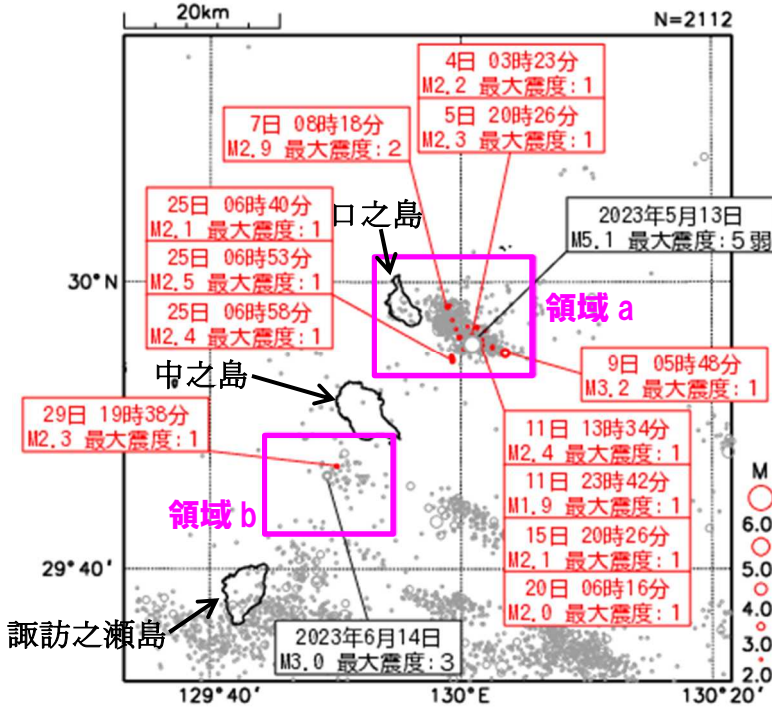 20km
N=2112
4日 03時23分
M2.2 最大震度:1
5日 20時26分
M2.3 最大震度:1
7日 08時18分
M2.9 最大震度:2
25日 06時40分
M2.1 最大震度:1
25日 06時53分
M2.5 最大震度:1
25日 06時58分
M2.4 最大震度:1
口之島
2023年5月13日
M5.1 最大震度:5弱
30°N
領域 a
中之島
9日 05時48分
M3.2 最大震度:1
29日 19時38分
M2.3 最大震度:1
11日 13時34分
M2.4 最大震度:1
11日 23時42分
M1.9 最大震度:1
15日 20時26分
M2.1 最大震度:1
20日 06時16分
M2.0 最大震度:1
領域 b
M
6.0
5.0
4.0
3.0
2.0
29°40'
諏訪之瀬島
2023年6月14日
M3.0 最大震度:3
129°40'
130°E
130°20'